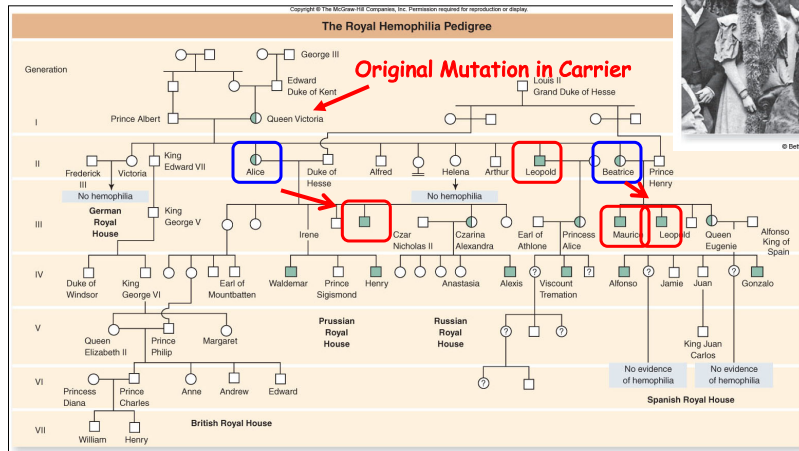 Copyright © The McGraw-Hill Companies, Inc. Permission required for reproduction or display.
The Royal Hemophilia Pedigree
George III
Generation
Edward
Duke of Kent
Original Mutation in Carrier
Louis II
Grand Duke of Hesse
© Bett
I
Prince Albert
Queen Victoria
II
Frederick
III
Victoria
King
Edward VII
Alice
Duke of
Hesse
Alfred
Helena
Arthur
Leopold
Beatrice
Prince
Henry
No hemophilia
No hemophilia
German
Royal
House
III
King
George V
Irene
Czar
Nicholas II
Czarina
Alexandra
Earl of
Athlone
Princess
Alice
Maurice
Leopold
Queen
Eugenie
Alfonso
King of
Spain
IV
Duke of
Windsor
King
George VI
Earl of
Mountbatten
Waldemar
Prince
Sigismond
Henry
Anastasia
Alexis
?
Viscount
Tremation
?
Alfonso
?
Jamie
Juan
?
Gonzalo
V
Queen
Elizabeth II
Prince
Philip
Margaret
Prussian
Royal
House
Russian
Royal
House
?
?
King Juan
Carlos
No evidence
of hemophilia
No evidence
of hemophilia
VI
Princess
Diana
Prince
Charles
Anne
Andrew
Edward
?
Spanish Royal House
VII
William
Henry
British Royal House